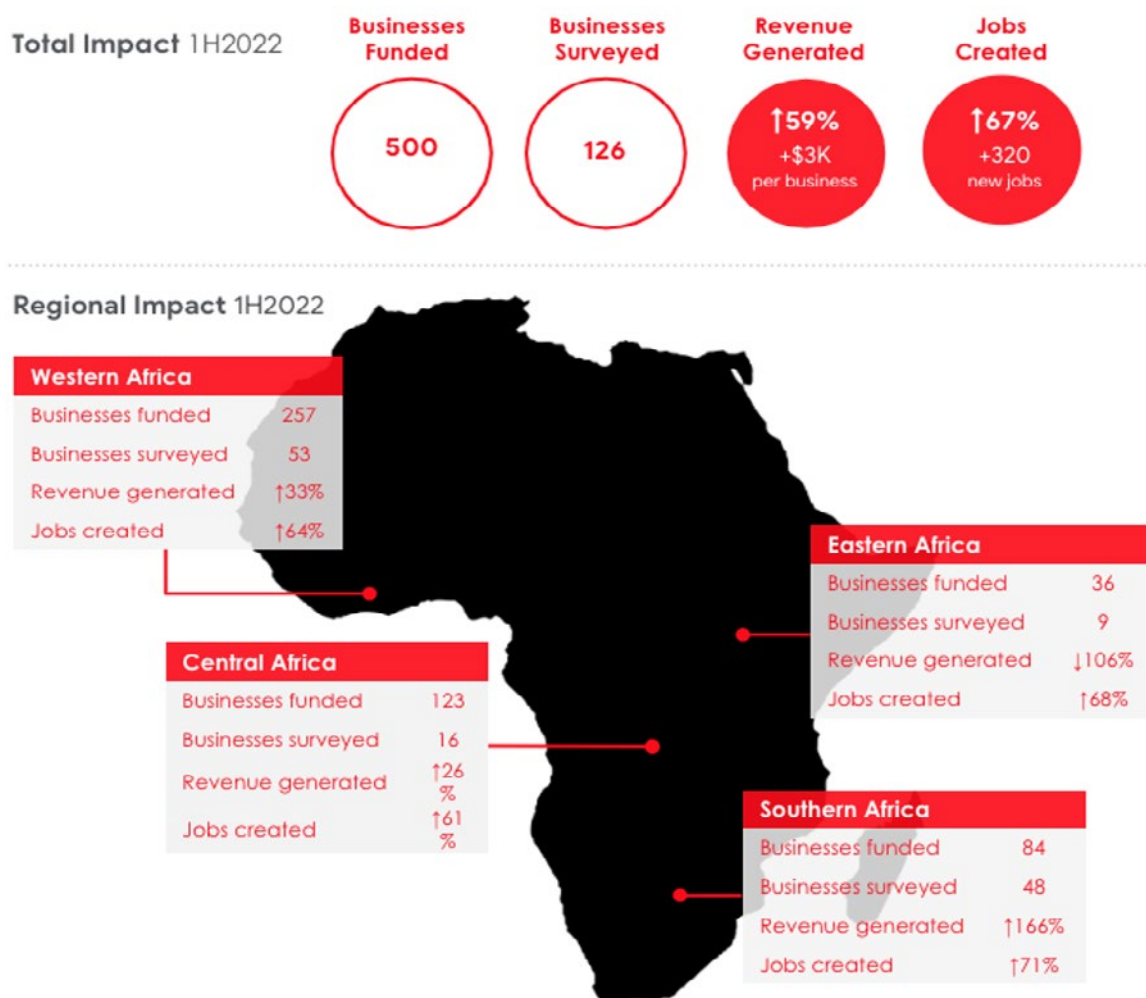 Total Impact 1H2022
Businesses
Funded
500
Businesses
Surveyed
126
Revenue
Generated
↑59%
+$3K
per business
Jobs
Created
↑67%
+320
new jobs
Regional Impact 1H2022
Western Africa
Businesses funded 257
Businesses surveyed 53
Revenue generated ↑33%
Jobs created ↑64%
Eastern Africa
Businesses funded 36
Businesses surveyed 9
Revenue generated ↓106%
Jobs created ↑68%
Central Africa
Businesses funded 123
Businesses surveyed 16
Revenue generated ↑26
%
Jobs created ↑61
%
Southern Africa
Businesses funded 84
Businesses surveyed 48
Revenue generated ↑166%
Jobs created ↑71%